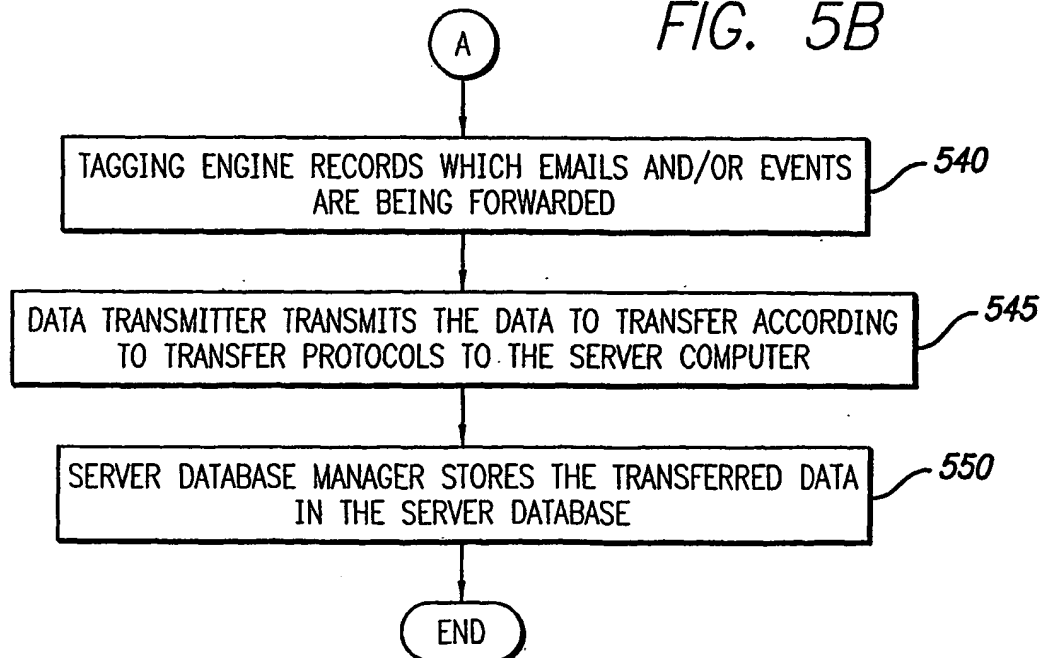 FIG. 5B
A
TAGGING ENGINE RECORDS WHICH EMAILS AND/OR EVENTS
ARE BEING FORWARDED
540
DATA TRANSMITTER TRANSMITS THE DATA TO TRANSFER ACCORDING
TO TRANSFER PROTOCOLS TO THE SERVER COMPUTER
545
SERVER DATABASE MANAGER STORES THE TRANSFERRED DATA
IN THE SERVER DATABASE
550
END